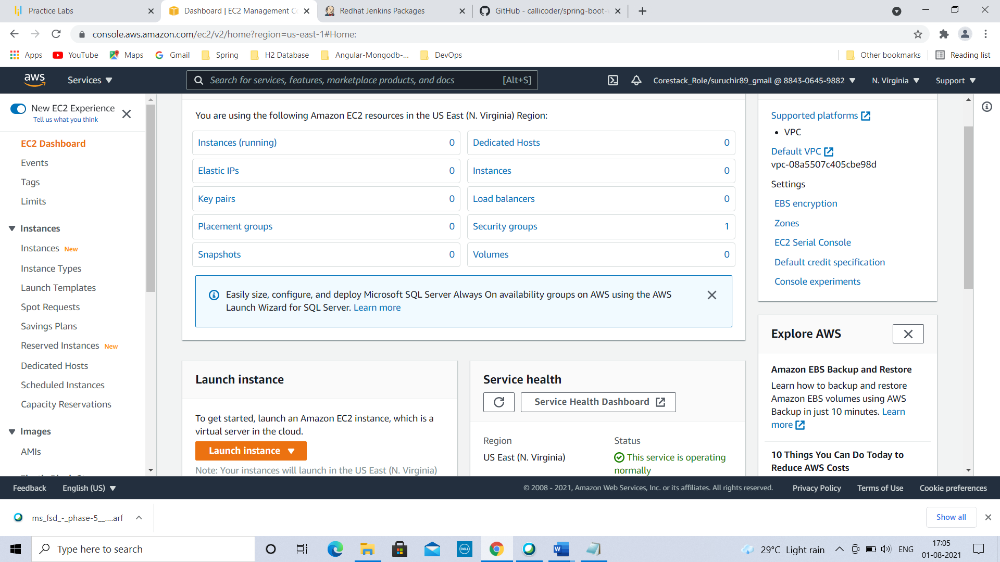 Practice Labs
Dashboard | EC2 Management C
Redhat Jenkins Packages
GitHub - callicoder/spring-boot-
console.aws.amazon.com/ec2/v2/home?region=us-east-1#Home:
Apps
YouTube
Maps
Gmail
Spring
H2 Database
Angular-Mongodb-...
DevOps
Other bookmarks
Reading list
aws
Services
Search for services, features, marketplace products, and docs
[Alt+S]
Corestack_Role/suruchir89_gmail @ 8843-0645-9882
N. Virginia
Support
New EC2 Experience
Tell us what you think
EC2 Dashboard
Events
Tags
Limits
Instances
Instances New
Instance Types
Launch Templates
Spot Requests
Savings Plans
Reserved Instances New
Dedicated Hosts
Scheduled Instances
Capacity Reservations
Images
AMIs
You are using the following Amazon EC2 resources in the US East (N. Virginia) Region:
Instances (running) 0
Dedicated Hosts 0
Elastic IPs 0
Instances 0
Key pairs 0
Load balancers 0
Placement groups 0
Security groups 1
Snapshots 0
Volumes 0
Easily size, configure, and deploy Microsoft SQL Server Always On availability groups on AWS using the AWS
Launch Wizard for SQL Server. Learn more
Launch instance
To get started, launch an Amazon EC2 instance, which is a
virtual server in the cloud.
Launch instance
Note: Your instances will launch in the US East (N. Virginia)
Service health
Service Health Dashboard
Region
US East (N. Virginia)
Status
This service is operating
normally
Supported platforms
• VPC
Default VPC
vpc-08a5507c405cbe98d
Settings
EBS encryption
Zones
EC2 Serial Console
Default credit specification
Console experiments
Explore AWS
Amazon EBS Backup and Restore
Learn how to backup and restore
Amazon EBS volumes using AWS
Backup in just 10 minutes. Learn
more
10 Things You Can Do Today to
Reduce AWS Costs
Feedback
English (US)
© 2008 - 2021, Amazon Web Services, Inc. or its affiliates. All rights reserved.
Privacy Policy
Terms of Use
Cookie preferences
ms_fsd_-_phase-5__....arf
Show all
Type here to search
DELL
29°C Light rain
ENG
17:05
01-08-2021